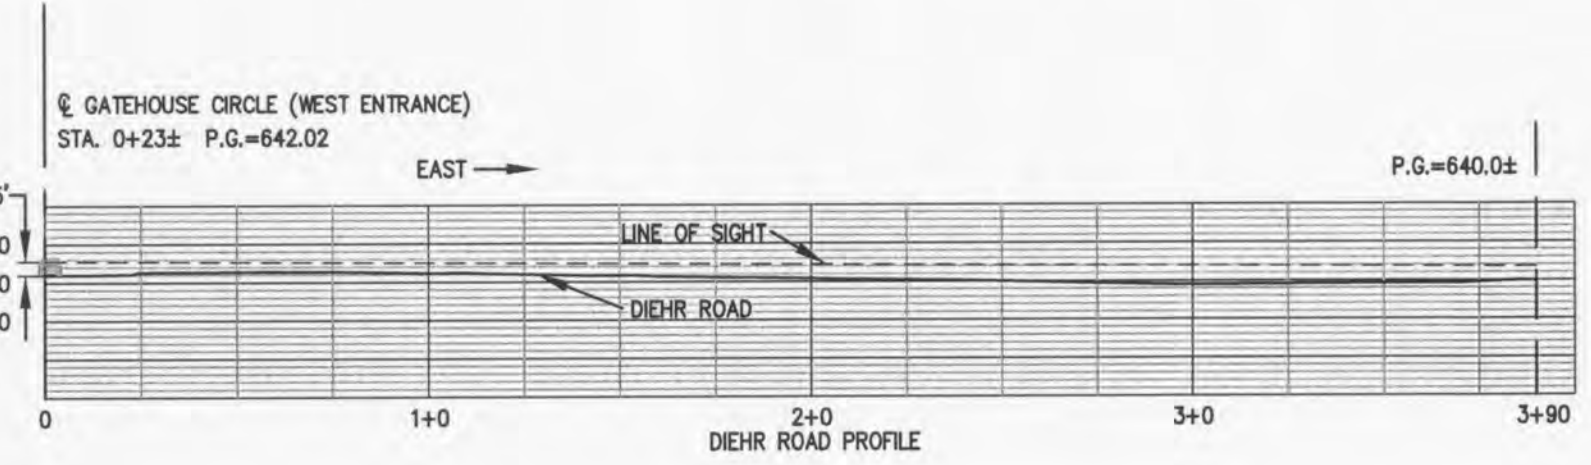 ℄ GATEHOUSE CIRCLE (WEST ENTRANCE)
STA. 0+23± P.G.=642.02
EAST
P.G.=640.0±
LINE OF SIGHT
DIEHR ROAD
0 1+0 2+0 3+0 3+90
DIEHR ROAD PROFILE